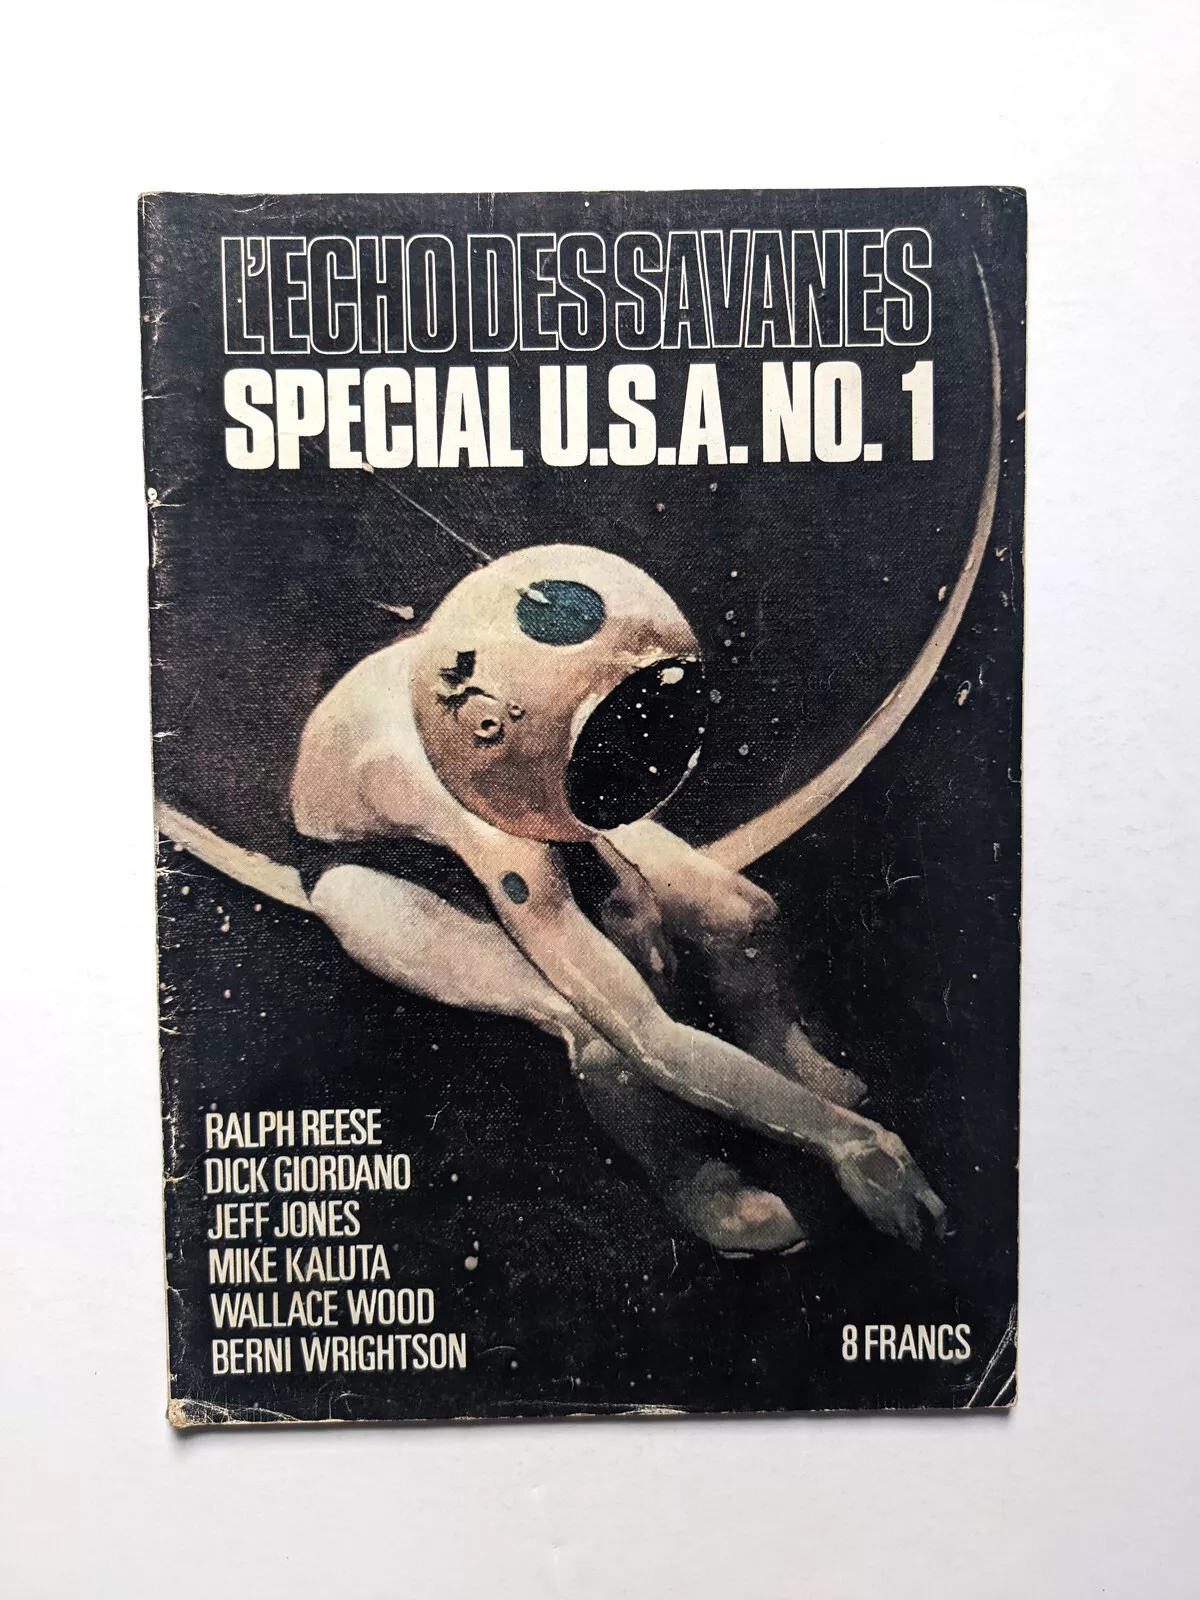 L'ECHO DES SAVANES
SPECIAL U.S.A. NO. 1
RALPH REESE
DICK GIORDANO
JEFF JONES
MIKE KALUTA
WALLACE WOOD
BERNI WRIGHTSON
8 FRANCS